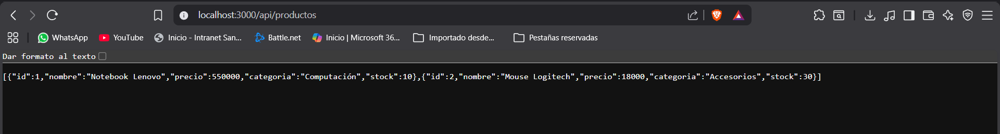 localhost:3000/api/productos
WhatsApp YouTube Inicio - Intranet San... Battle.net Inicio | Microsoft 36... Importado desde... Pestañas reservadas
Dar formato al texto
[{"id":1,"nombre":"Notebook Lenovo","precio":550000,"categoria":"Computación","stock":10},{"id":2,"nombre":"Mouse Logitech","precio":18000,"categoria":"Accesorios","stock":30}]